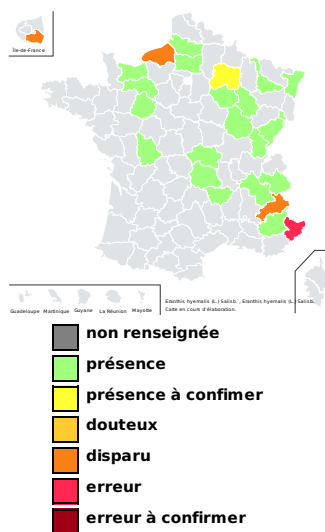 Île-de-France
Guadeloupe Martinique Guyane La Réunion Mayotte
Eranthis hyemalis (L.) Salisb. , Eranthis hyemalis (L.) Salisb.
Carte en cours d'élaboration.
non renseignée
présence
présence à confimer
douteux
disparu
erreur
erreur à confirmer